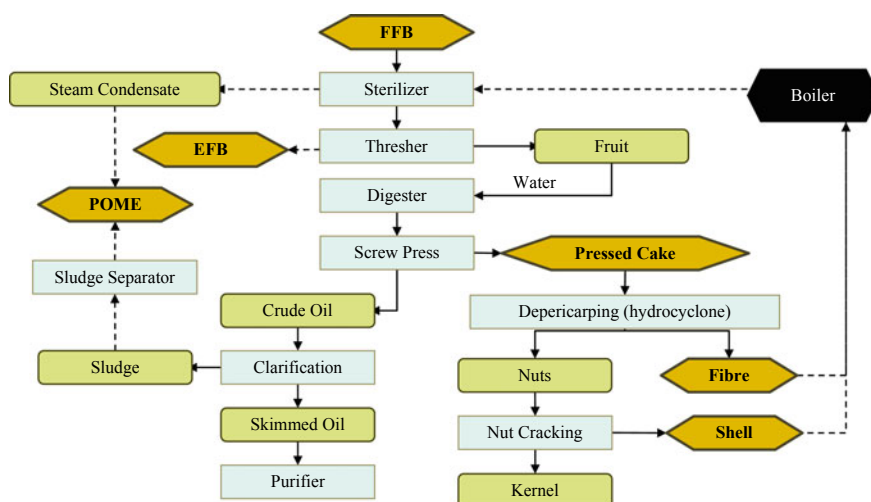 FFB
Steam Condensate
Sterilizer
Boiler
EFB
Thresher
Fruit
Water
POME
Digester
Screw Press
Pressed Cake
Sludge Separator
Crude Oil
Depericarping (hydrocyclone)
Sludge
Clarification
Nuts
Fibre
Skimmed Oil
Nut Cracking
Shell
Purifier
Kernel